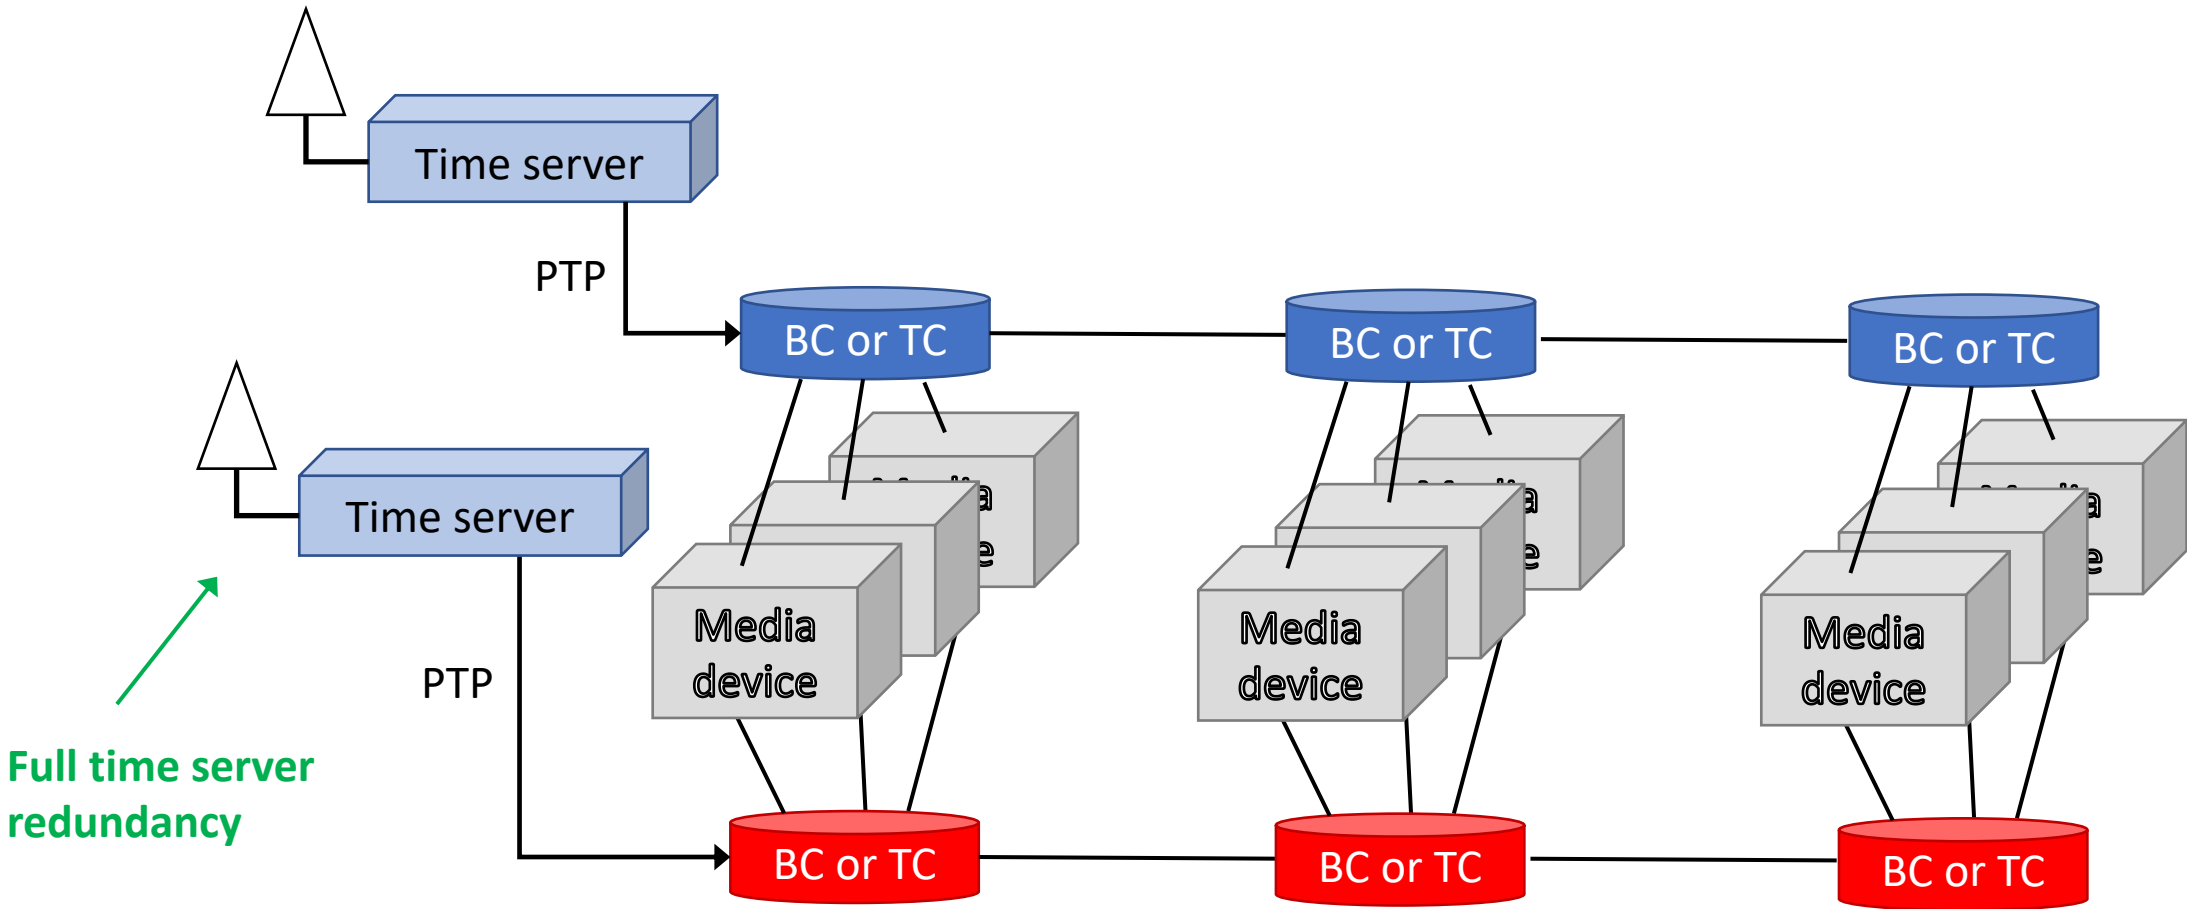 Time server
PTP
BC or TC
BC or TC
BC or TC
Time server
PTP
Media
device
Media
device
Media
device
Full time server
redundancy
BC or TC
BC or TC
BC or TC